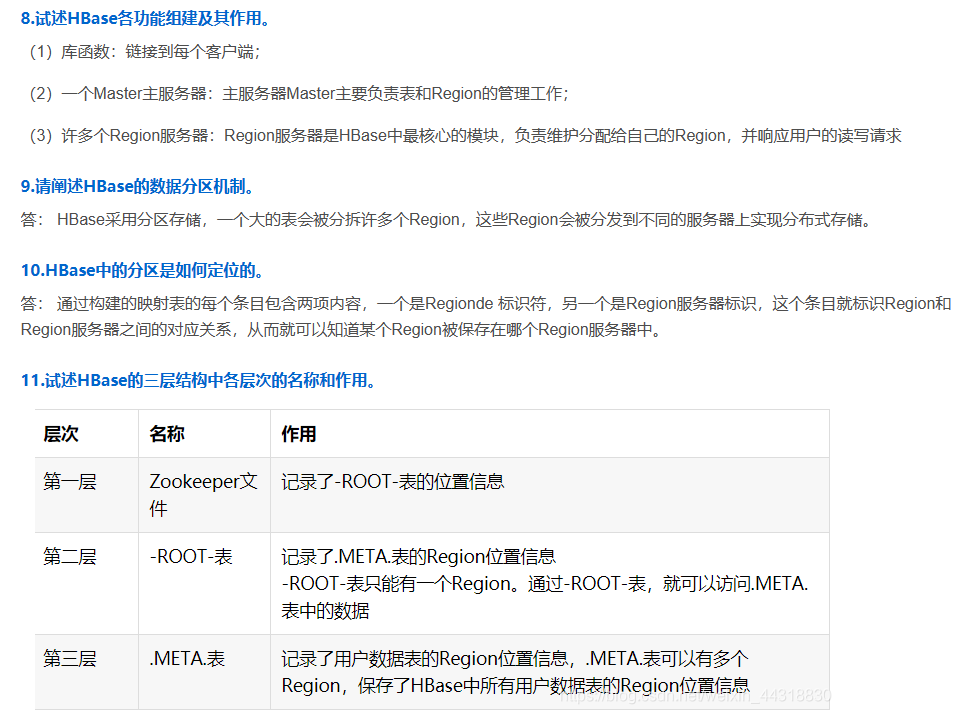 8.试述HBase各功能组建及其作用。
（1）库函数：链接到每个客户端；
（2）一个Master主服务器：主服务器Master主要负责表和Region的管理工作；
（3）许多个Region服务器：Region服务器是HBase中最核心的模块，负责维护分配给自己的Region，并响应用户的读写请求
9.请阐述HBase的数据分区机制。
答： HBase采用分区存储，一个大的表会被分拆许多个Region，这些Region会被分发到不同的服务器上实现分布式存储。
10.HBase中的分区是如何定位的。
答： 通过构建的映射表的每个条目包含两项内容，一个是Regionde 标识符，另一个是Region服务器标识，这个条目就标识Region和
Region服务器之间的对应关系，从而就可以知道某个Region被保存在哪个Region服务器中。
11.试述HBase的三层结构中各层次的名称和作用。
层次 名称 作用
第一层 Zookeeper文 记录了-ROOT-表的位置信息
件
第二层 -ROOT-表 记录了.META.表的Region位置信息
-ROOT-表只能有一个Region。通过-ROOT-表，就可以访问.META.
表中的数据
第三层 .META.表 记录了用户数据表的Region位置信息，.META.表可以有多个
Region，保存了HBase中所有用户数据表的Region位置信息
https://blog.csdn.net/weixin_44318830